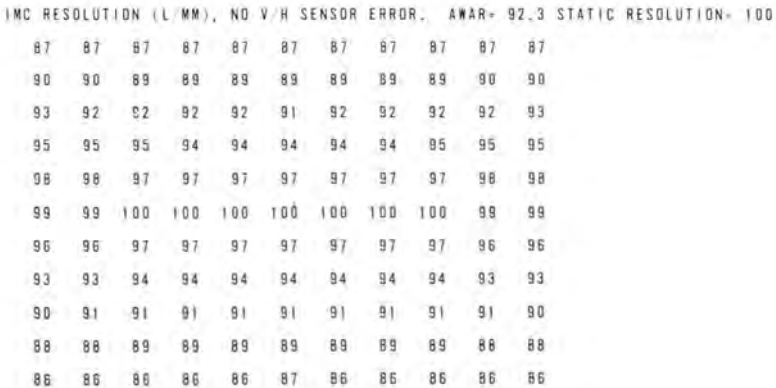 IMC RESOLUTION (L/MM), NO V/H SENSOR ERROR. AWAR= 92.3 STATIC RESOLUTION= 100
87 87 87 87 87 87 87 87 87 87 87
90 90 89 89 89 89 89 89 89 90 90
93 92 92 92 92 91 92 92 92 92 93
95 95 95 94 94 94 94 94 95 95 95
98 98 97 97 97 97 97 97 97 98 98
99 99 100 100 100 100 100 100 100 99 99
96 96 97 97 97 97 97 97 97 96 96
93 93 94 94 94 94 94 94 94 93 93
90 91 91 91 91 91 91 91 91 91 90
88 88 89 89 89 89 89 89 89 88 88
86 86 86 86 86 87 86 86 86 86 86